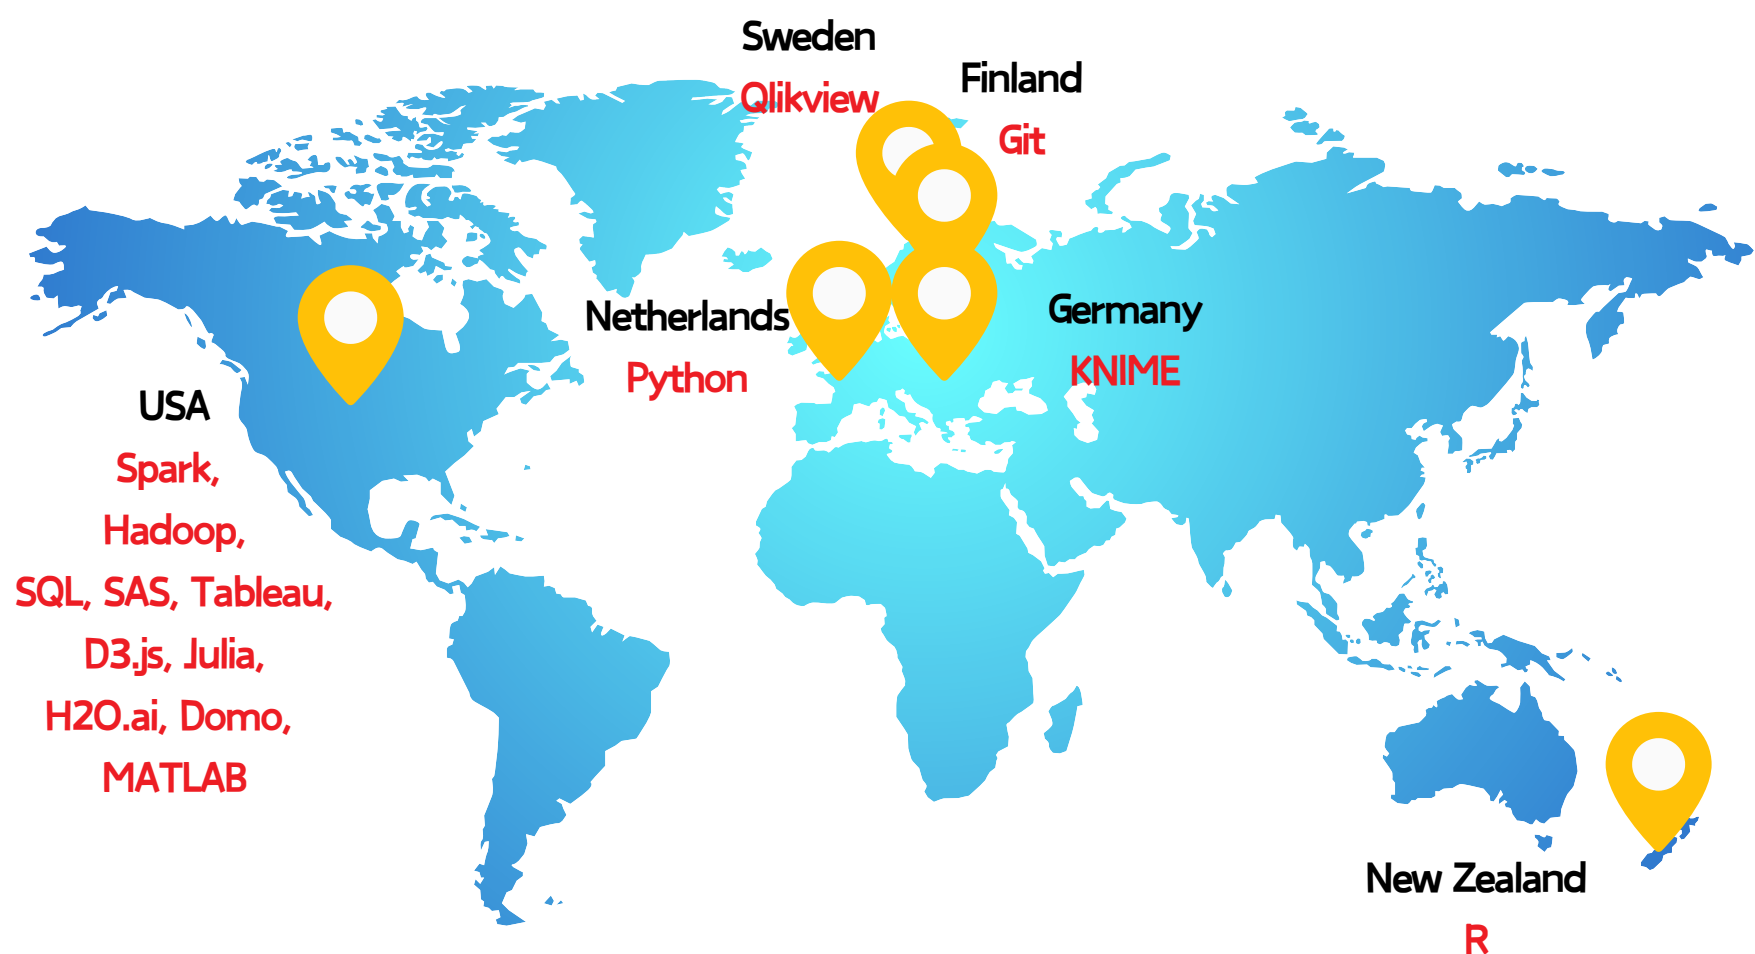 Sweden
Qlikview
Finland
Git
Netherlands
Python
Germany
KNIME
USA
Spark,
Hadoop,
SQL, SAS, Tableau,
D3.js, Julia,
H2O.ai, Domo,
MATLAB
New Zealand
R